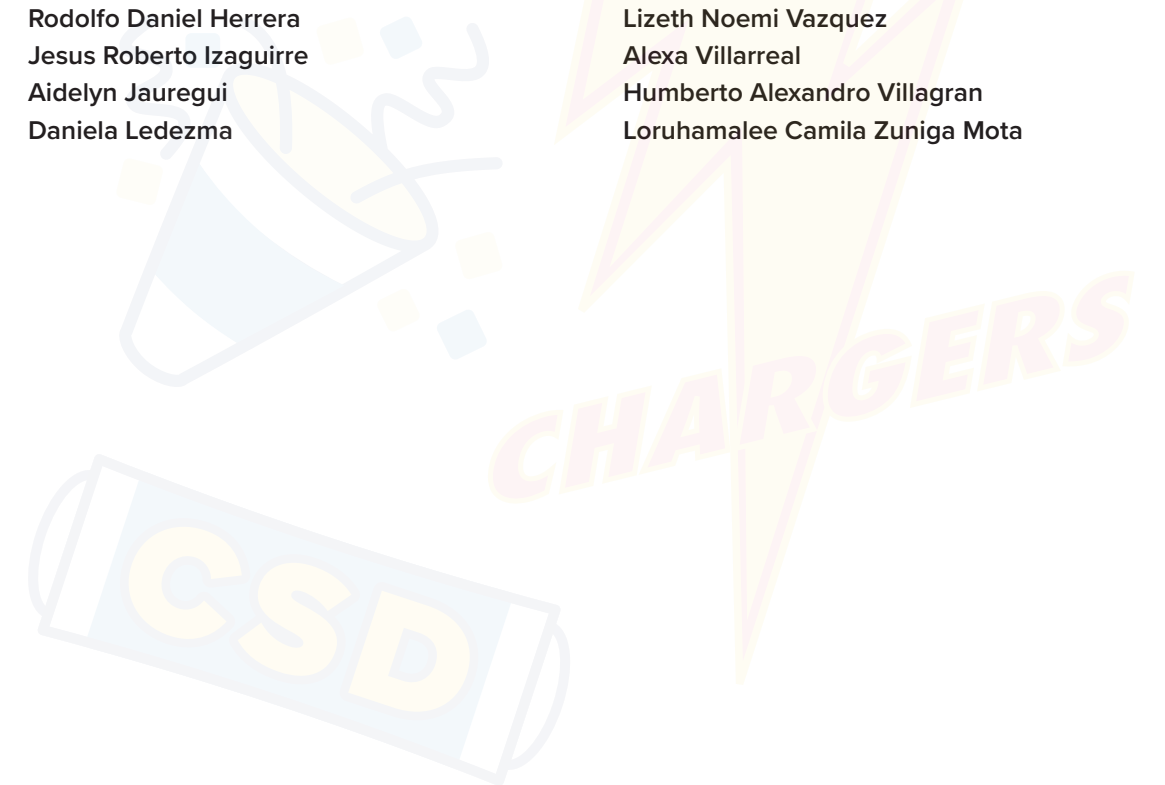 Rodolfo Daniel Herrera
Jesus Roberto Izaguirre
Aidelyn Jauregui
Daniela Ledezma
Lizeth Noemi Vazquez
Alexa Villarreal
Humberto Alexandro Villagran
Loruhamalee Camila Zuniga Mota
CHARGERS
CSD